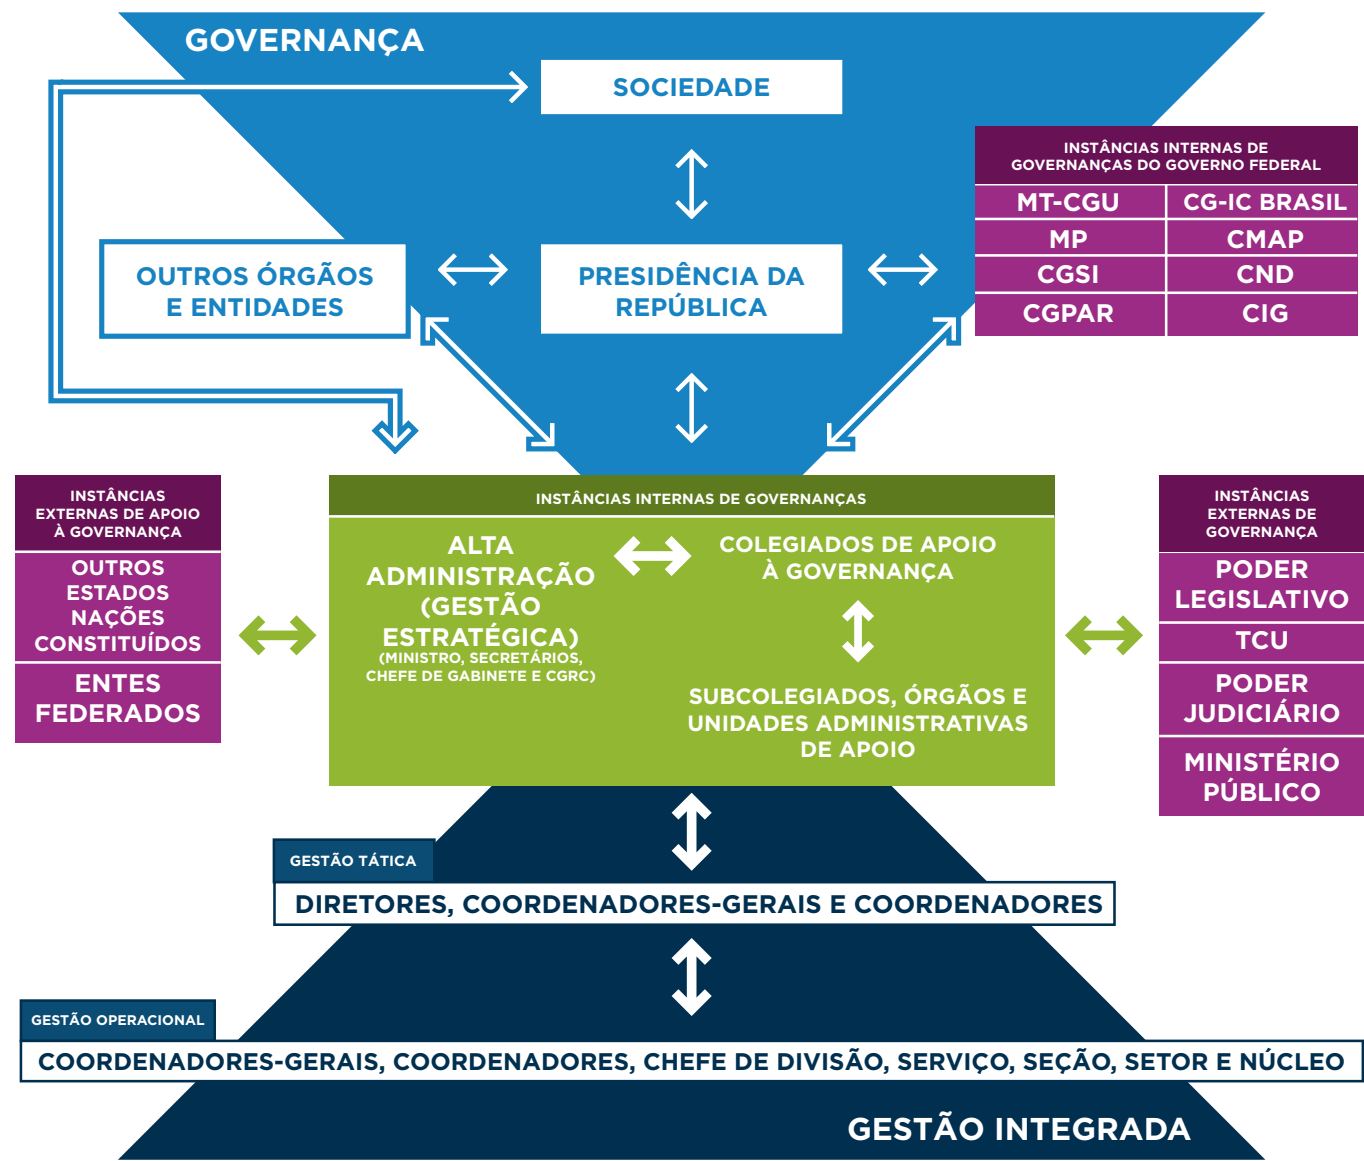 GOVERNANÇA
SOCIEDADE
INSTÂNCIAS INTERNAS DE
GOVERNANÇAS DO GOVERNO FEDERAL
MT-CGU
CG-IC BRASIL
MP
CMAP
CGSI
CND
CGPAR
CIG
OUTROS ÓRGÃOS
E ENTIDADES
PRESIDÊNCIA DA
REPÚBLICA
INSTÂNCIAS
EXTERNAS DE APOIO
À GOVERNANÇA
OUTROS
ESTADOS
NAÇÕES
CONSTITUÍDOS
ENTES
FEDERADOS
INSTÂNCIAS INTERNAS DE GOVERNANÇAS
ALTA
ADMINISTRAÇÃO
(GESTÃO
ESTRATÉGICA)
(MINISTRO, SECRETÁRIOS,
CHEFE DE GABINETE E CGRC)
COLEGIADOS DE APOIO
À GOVERNANÇA
SUBCOLEGIADOS, ÓRGÃOS E
UNIDADES ADMINISTRATIVAS
DE APOIO
INSTÂNCIAS
EXTERNAS DE
GOVERNANÇA
PODER
LEGISLATIVO
TCU
PODER
JUDICIÁRIO
MINISTÉRIO
PÚBLICO
GESTÃO TÁTICA
DIRETORES, COORDENADORES-GERAIS E COORDENADORES
GESTÃO OPERACIONAL
COORDENADORES-GERAIS, COORDENADORES, CHEFE DE DIVISÃO, SERVIÇO, SEÇÃO, SETOR E NÚCLEO
GESTÃO INTEGRADA